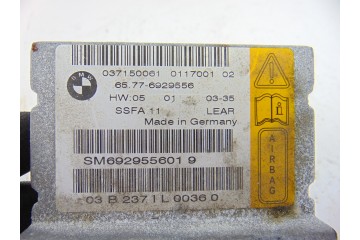 BMW
037150061 0117001 02
65.77-6929556
HW:05 01 03-35
SSFA 11 LEAR
Made in Germany
AIRBAG
SM692955601 9
03 B 2371 L 0036 D